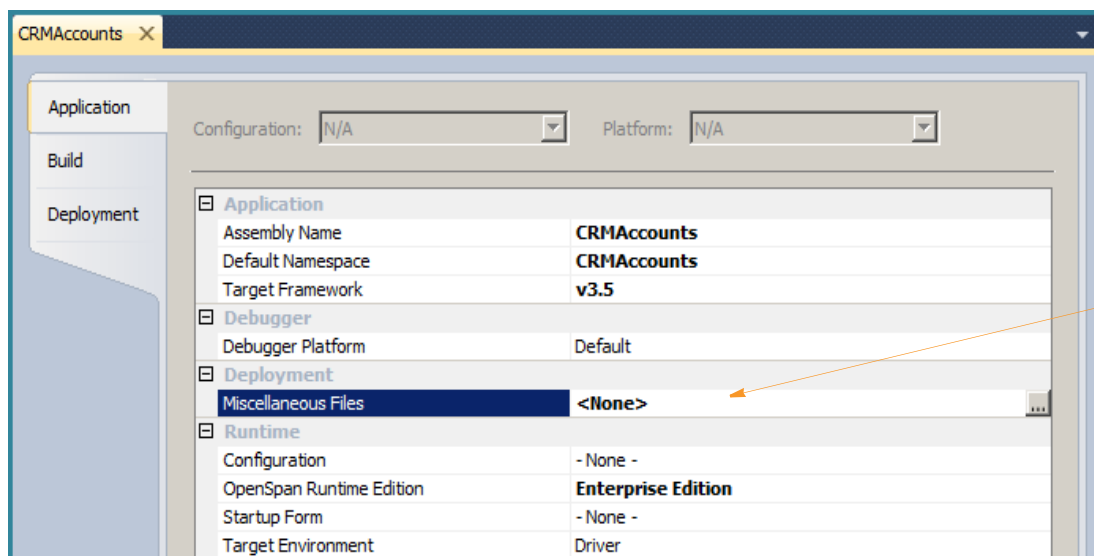 CRMAccounts
Application
Build
Deployment
Configuration: N/A Platform: N/A
Application
Assembly Name CRMAccounts
Default Namespace CRMAccounts
Target Framework v3.5
Debugger
Debugger Platform Default
Deployment
Miscellaneous Files <None> ...
Runtime
Configuration - None -
OpenSpan Runtime Edition Enterprise Edition
Startup Form - None -
Target Environment Driver